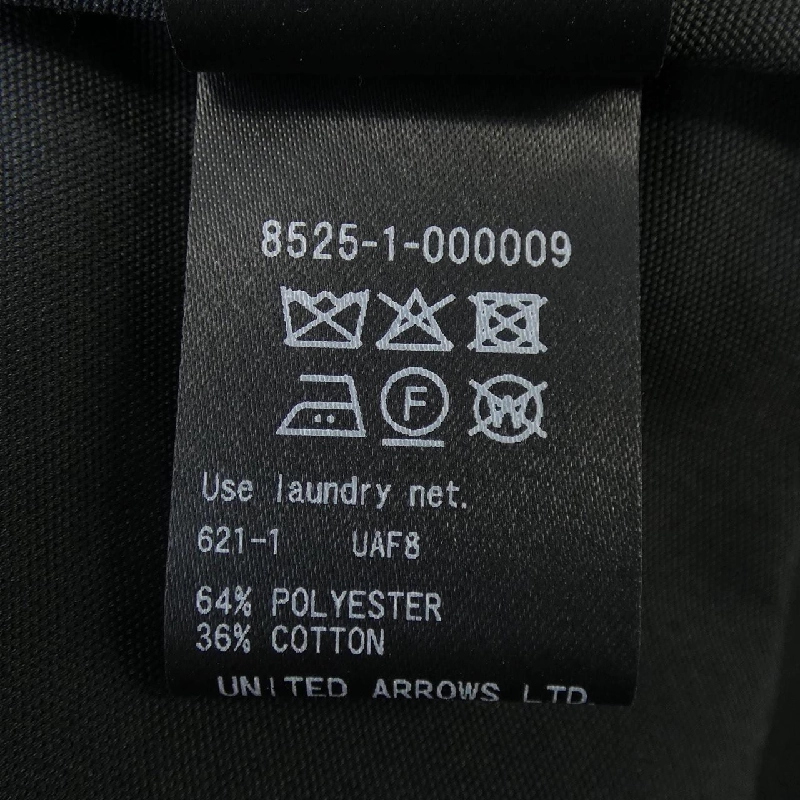 8525-1-000009
F
W
Use laundry net.
621-1 UAF8
64% POLYESTER
36% COTTON
UNITED ARROWS LTD.